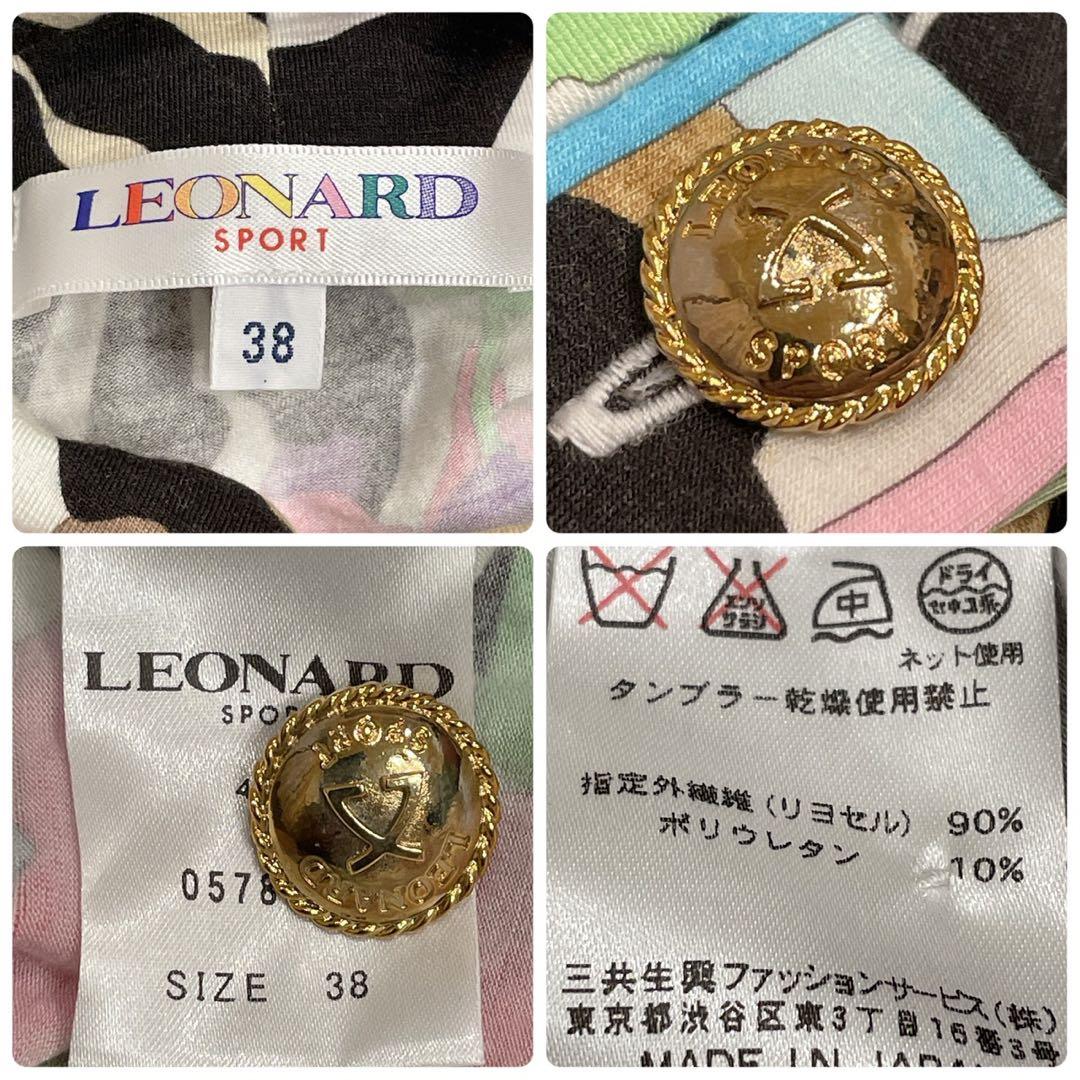 LEONARD
SPORT
38
LEONARD
SPORT
LEONARD
SPOR
4
0578
SIZE 38
SPORT
LEONARD
エンソ
サラシ
中
ドライ
セキユ系
ネット使用
タンブラー乾燥使用禁止
指定外繊維(リヨセル) 90%
ポリウレタン 10%
三共生興ファッションサービス(株)
東京都渋谷区東3丁目16番3号
MADE IN JAPAN